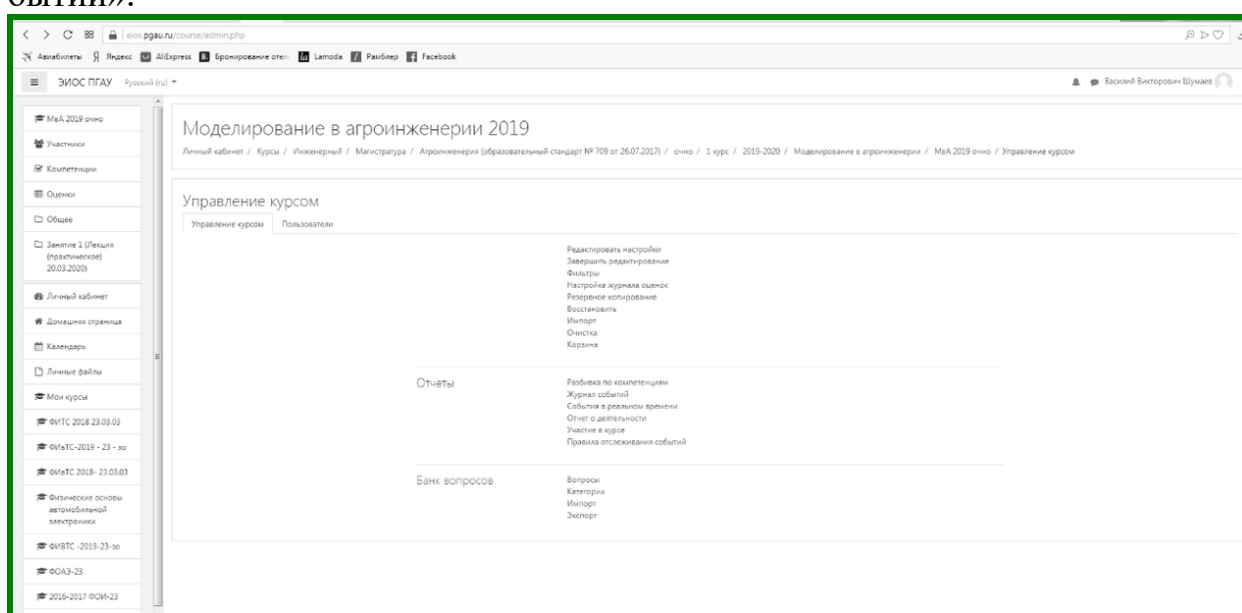 бытий».
eios.pgau.ru/course/admin.php
Авиабилеты Яндекс AliExpress Бронирование отел Lamoda Рамблер Facebook
ЭИОС ПГАУ Русский (ru)
Василий Викторович Шумаев
МвА 2019 очно
Участники
Компетенции
Оценки
Общее
Занятие 1 (Лекция
(практическое)
20.03.2020)
Личный кабинет
Домашняя страница
Календарь
Личные файлы
Мои курсы
ФИТС 2018 23.03.03
ФИвТС-2019 - 23 - зо
ФИвТС 2018- 23.03.03
Физические основы
автомобильной
электроники
ФИВТС -2019-23-зо
ФОАЭ-23
2016-2017 ФОИ-23
Моделирование в агроинженерии 2019
Личный кабинет / Курсы / Инженерный / Магистратура / Агроинженерия (образовательный стандарт № 709 от 26.07.2017) / очно / 1 курс / 2019-2020 / Моделирование в агроинженерии / МвА 2019 очно / Управление курсом
Управление курсом
Управление курсом Пользователи
Редактировать настройки
Завершить редактирование
Фильтры
Настройка журнала оценок
Резервное копирование
Восстановить
Импорт
Очистка
Корзина
Отчеты
Разбивка по компетенциям
Журнал событий
События в реальном времени
Отчет о деятельности
Участие в курсе
Правила отслеживания событий
Банк вопросов
Вопросы
Категории
Импорт
Экспорт